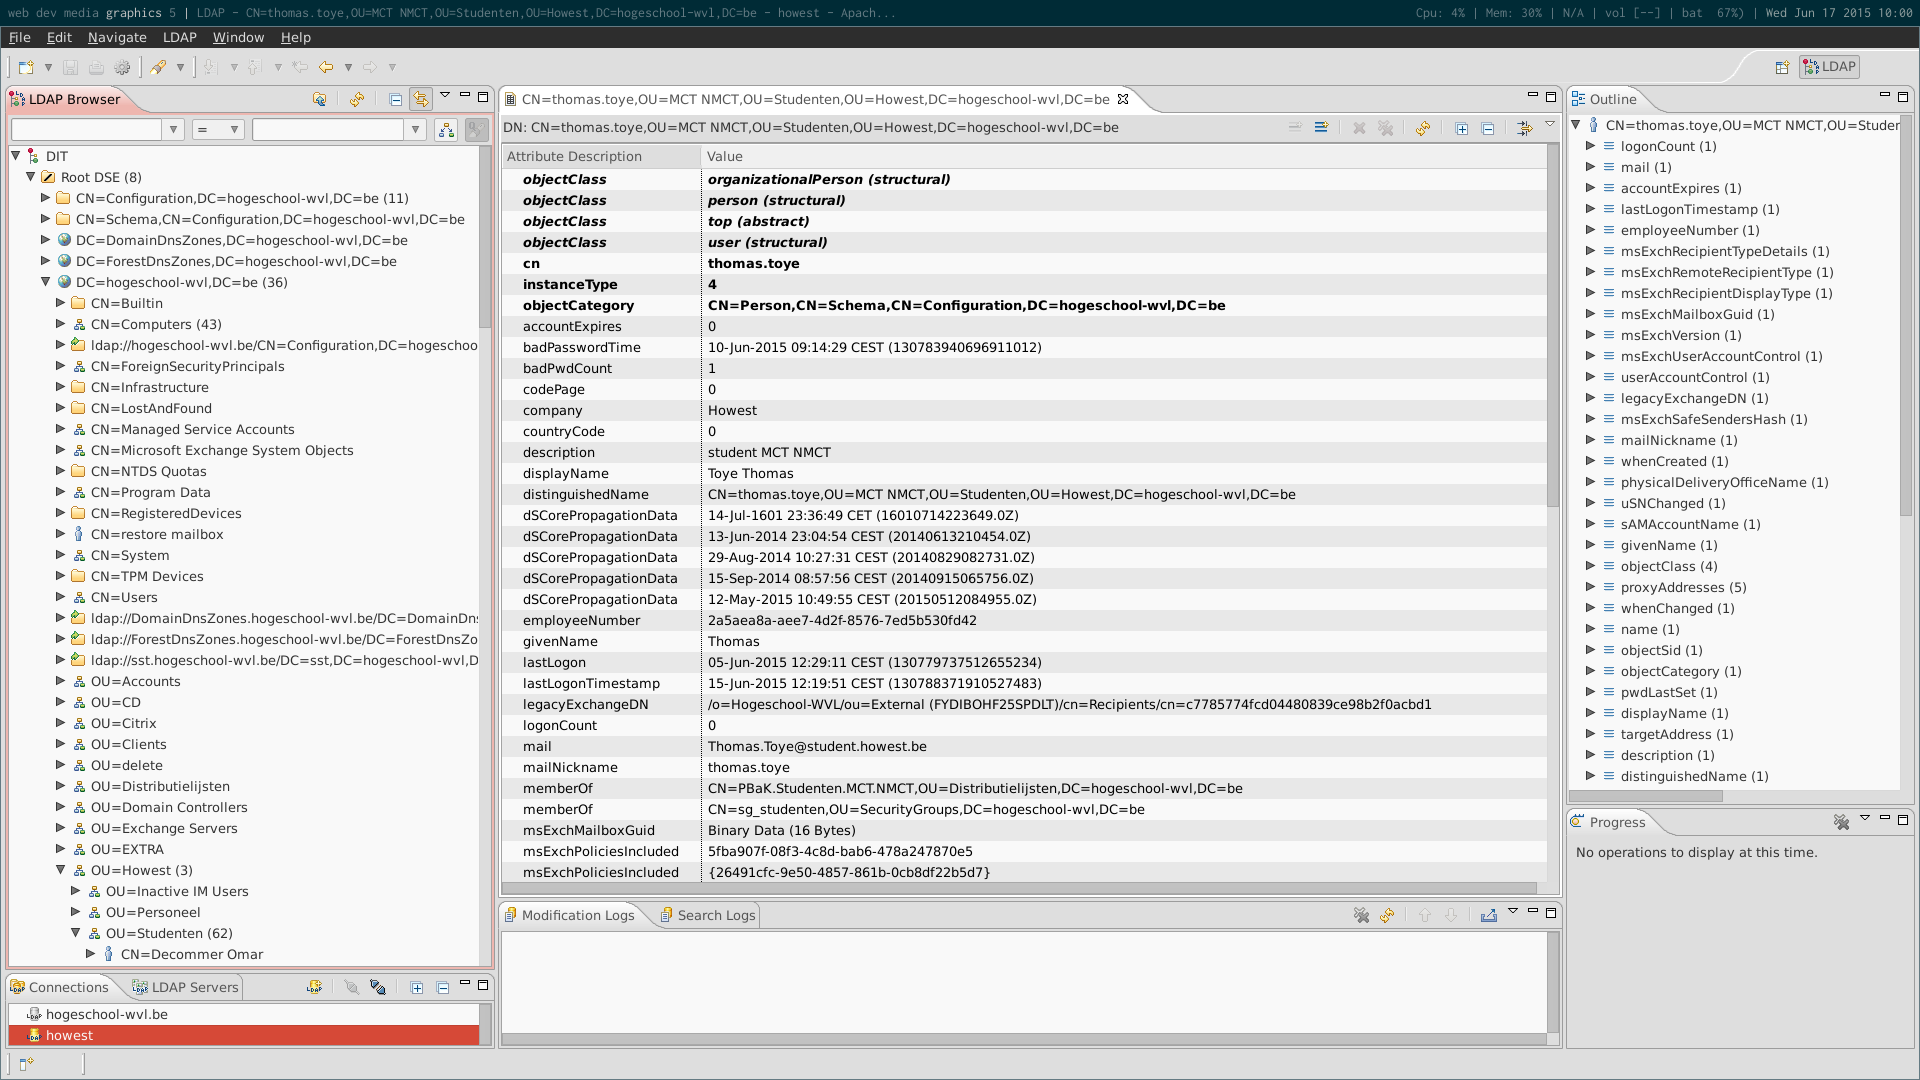 web dev media graphics 5 | LDAP - CN=thomas.toye,OU=MCT NMCT,OU=Studenten,OU=Howest,DC=hogeschool-wvl,DC=be - howest - Apach...
Cpu: 4% | Mem: 30% | N/A | vol [--] | bat 67%) | Wed Jun 17 2015 10:00
File Edit Navigate LDAP Window Help
LDAP
LDAP Browser
=
DIT
Root DSE (8)
CN=Configuration,DC=hogeschool-wvl,DC=be (11)
CN=Schema,CN=Configuration,DC=hogeschool-wvl,DC=be
DC=DomainDnsZones,DC=hogeschool-wvl,DC=be
DC=ForestDnsZones,DC=hogeschool-wvl,DC=be
DC=hogeschool-wvl,DC=be (36)
CN=Builtin
CN=Computers (43)
ldap://hogeschool-wvl.be/CN=Configuration,DC=hogeschoo
CN=ForeignSecurityPrincipals
CN=Infrastructure
CN=LostAndFound
CN=Managed Service Accounts
CN=Microsoft Exchange System Objects
CN=NTDS Quotas
CN=Program Data
CN=RegisteredDevices
CN=restore mailbox
CN=System
CN=TPM Devices
CN=Users
ldap://DomainDnsZones.hogeschool-wvl.be/DC=DomainDn
ldap://ForestDnsZones.hogeschool-wvl.be/DC=ForestDnsZo
ldap://sst.hogeschool-wvl.be/DC=sst,DC=hogeschool-wvl,D
OU=Accounts
OU=CD
OU=Citrix
OU=Clients
OU=delete
OU=Distributielijsten
OU=Domain Controllers
OU=Exchange Servers
OU=EXTRA
OU=Howest (3)
OU=Inactive IM Users
OU=Personeel
OU=Studenten (62)
CN=Decommer Omar
Connections
LDAP Servers
hogeschool-wvl.be
howest
CN=thomas.toye,OU=MCT NMCT,OU=Studenten,OU=Howest,DC=hogeschool-wvl,DC=be
DN: CN=thomas.toye,OU=MCT NMCT,OU=Studenten,OU=Howest,DC=hogeschool-wvl,DC=be
Attribute Description Value
objectClass organizationalPerson (structural)
objectClass person (structural)
objectClass top (abstract)
objectClass user (structural)
cn thomas.toye
instanceType 4
objectCategory CN=Person,CN=Schema,CN=Configuration,DC=hogeschool-wvl,DC=be
accountExpires 0
badPasswordTime 10-Jun-2015 09:14:29 CEST (130783940696911012)
badPwdCount 1
codePage 0
company Howest
countryCode 0
description student MCT NMCT
displayName Toye Thomas
distinguishedName CN=thomas.toye,OU=MCT NMCT,OU=Studenten,OU=Howest,DC=hogeschool-wvl,DC=be
dSCorePropagationData 14-Jul-1601 23:36:49 CET (16010714223649.0Z)
dSCorePropagationData 13-Jun-2014 23:04:54 CEST (20140613210454.0Z)
dSCorePropagationData 29-Aug-2014 10:27:31 CEST (20140829082731.0Z)
dSCorePropagationData 15-Sep-2014 08:57:56 CEST (20140915065756.0Z)
dSCorePropagationData 12-May-2015 10:49:55 CEST (20150512084955.0Z)
employeeNumber 2a5aea8a-aee7-4d2f-8576-7ed5b530fd42
givenName Thomas
lastLogon 05-Jun-2015 12:29:11 CEST (130779737512655234)
lastLogonTimestamp 15-Jun-2015 12:19:51 CEST (130788371910527483)
legacyExchangeDN /o=Hogeschool-WVL/ou=External (FYDIBOHF25SPDLT)/cn=Recipients/cn=c7785774fcd04480839ce98b2f0acbd1
logonCount 0
mail Thomas.Toye@student.howest.be
mailNickname thomas.toye
memberOf CN=PBaK.Studenten.MCT.NMCT,OU=Distributielijsten,DC=hogeschool-wvl,DC=be
memberOf CN=sg_studenten,OU=SecurityGroups,DC=hogeschool-wvl,DC=be
msExchMailboxGuid Binary Data (16 Bytes)
msExchPoliciesIncluded 5fba907f-08f3-4c8d-bab6-478a247870e5
msExchPoliciesIncluded {26491cfc-9e50-4857-861b-0cb8df22b5d7}
Modification Logs
Search Logs
Outline
CN=thomas.toye,OU=MCT NMCT,OU=Studer
logonCount (1)
mail (1)
accountExpires (1)
lastLogonTimestamp (1)
employeeNumber (1)
msExchRecipientTypeDetails (1)
msExchRemoteRecipientType (1)
msExchRecipientDisplayType (1)
msExchMailboxGuid (1)
msExchVersion (1)
msExchUserAccountControl (1)
userAccountControl (1)
legacyExchangeDN (1)
msExchSafeSendersHash (1)
mailNickname (1)
whenCreated (1)
physicalDeliveryOfficeName (1)
uSNChanged (1)
sAMAccountName (1)
givenName (1)
objectClass (4)
proxyAddresses (5)
whenChanged (1)
name (1)
objectSid (1)
objectCategory (1)
pwdLastSet (1)
displayName (1)
targetAddress (1)
description (1)
distinguishedName (1)
Progress
No operations to display at this time.